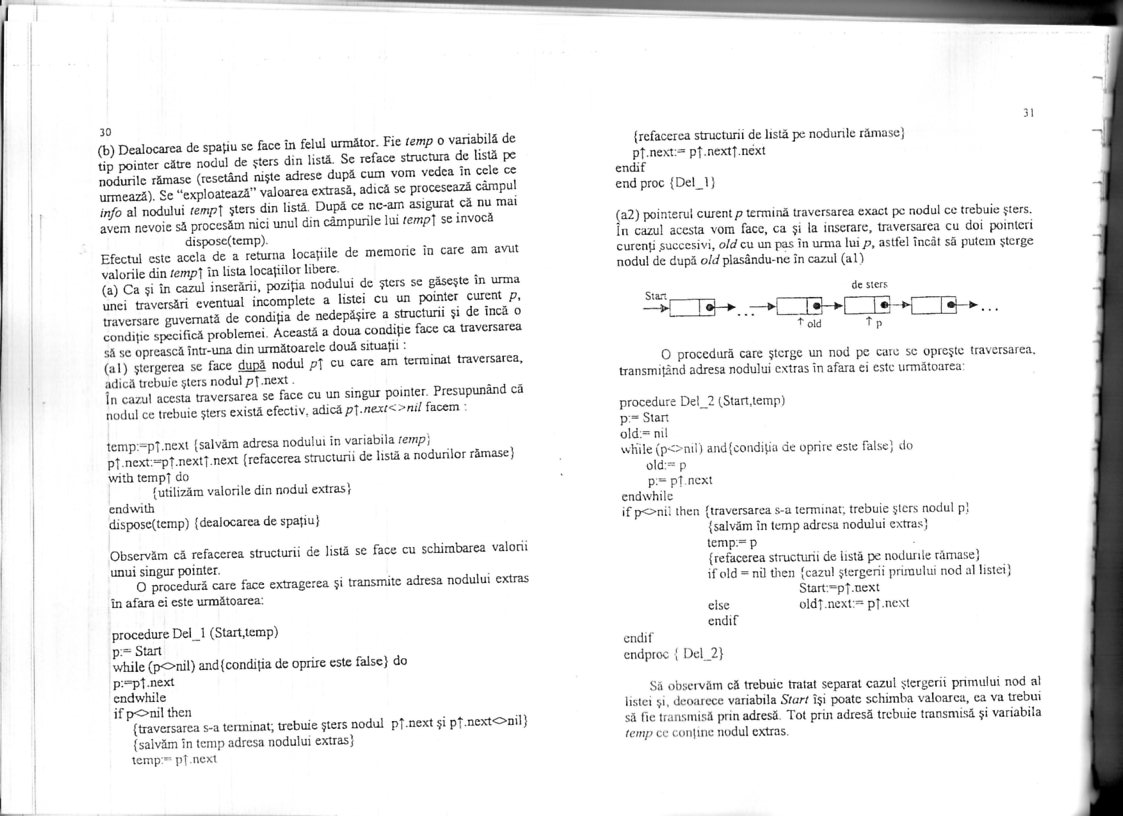 30
(b) Dealocarea de spaţiu se face în felul următor. Fie temp o variabilă de
tip pointer către nodul de şters din listă. Se reface structura de listă pe
nodurile rămase (resetând nişte adrese după cum vom vedea în cele ce
urmează). Se “exploatează” valoarea extrasă, adică se procesează câmpul
info al nodului temp↑ şters din listă. După ce ne-am asigurat că nu mai
avem nevoie să procesăm nici unul din câmpurile lui temp↑ se invocă
dispose(temp).
Efectul este acela de a returna locaţiile de memorie în care am avut
valorile din temp↑ în lista locaţiilor libere.
(a) Ca şi în cazul inserării, poziţia nodului de şters se găseşte în urma
unei traversări eventual incomplete a listei cu un pointer curent p,
traversare guvernată de condiţia de nedepăşire a structurii şi de încă o
condiţie specifică problemei. Această a doua condiţie face ca traversarea
să se oprească într-una din următoarele două situaţii :
(a1) ştergerea se face după nodul p↑ cu care am terminat traversarea,
adică trebuie şters nodul p↑.next .
În cazul acesta traversarea se face cu un singur pointer. Presupunând că
nodul ce trebuie şters există efectiv, adică p↑.next<>nil facem :
temp:=p↑.next {salvăm adresa nodului în variabila temp}
p↑.next:=p↑.next↑.next {refacerea structurii de listă a nodurilor rămase}
with temp↑ do
{utilizăm valorile din nodul extras}
endwith
dispose(temp) {dealocarea de spaţiu}
Observăm că refacerea structurii de listă se face cu schimbarea valorii
unui singur pointer.
O procedură care face extragerea şi transmite adresa nodului extras
în afara ei este următoarea:
procedure Del_1 (Start,temp)
p:= Start
while (p<>nil) and{condiţia de oprire este false} do
p:=p↑.next
endwhile
if p<>nil then
{traversarea s-a terminat; trebuie şters nodul p↑.next şi p↑.next<>nil}
{salvăm în temp adresa nodului extras}
temp:= p↑.next
31
{refacerea structurii de listă pe nodurile rămase}
p↑.next:= p↑.next↑.next
endif
end proc {Del_1}
(a2) pointerul curent p termină traversarea exact pe nodul ce trebuie şters.
În cazul acesta vom face, ca şi la inserare, traversarea cu doi pointeri
curenţi succesivi, old cu un pas în urma lui p, astfel încât să putem şterge
nodul de după old plasându-ne în cazul (a1)
de sters
Start
... ...
↑ old ↑ p
O procedură care şterge un nod pe care se opreşte traversarea,
transmiţând adresa nodului extras în afara ei este următoarea:
procedure Del_2 (Start,temp)
p:= Start
old:= nil
while (p<>nil) and{condiţia de oprire este false} do
old:= p
p:= p↑.next
endwhile
if p<>nil then {traversarea s-a terminat; trebuie şters nodul p}
{salvăm în temp adresa nodului extras}
temp:= p
{refacerea structurii de listă pe nodurile rămase}
if old = nil then {cazul ştergerii primului nod al listei}
Start:=p↑.next
else old↑.next:= p↑.next
endif
endif
endproc { Del_2}
Să observăm că trebuie tratat separat cazul ştergerii primului nod al
listei şi, deoarece variabila Start îşi poate schimba valoarea, ea va trebui
să fie transmisă prin adresă. Tot prin adresă trebuie transmisă şi variabila
temp ce conţine nodul extras.